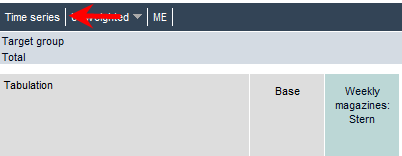 Time series | weighted | ME
Target group
Total
Tabulation
Base
Weekly
magazines:
Stern